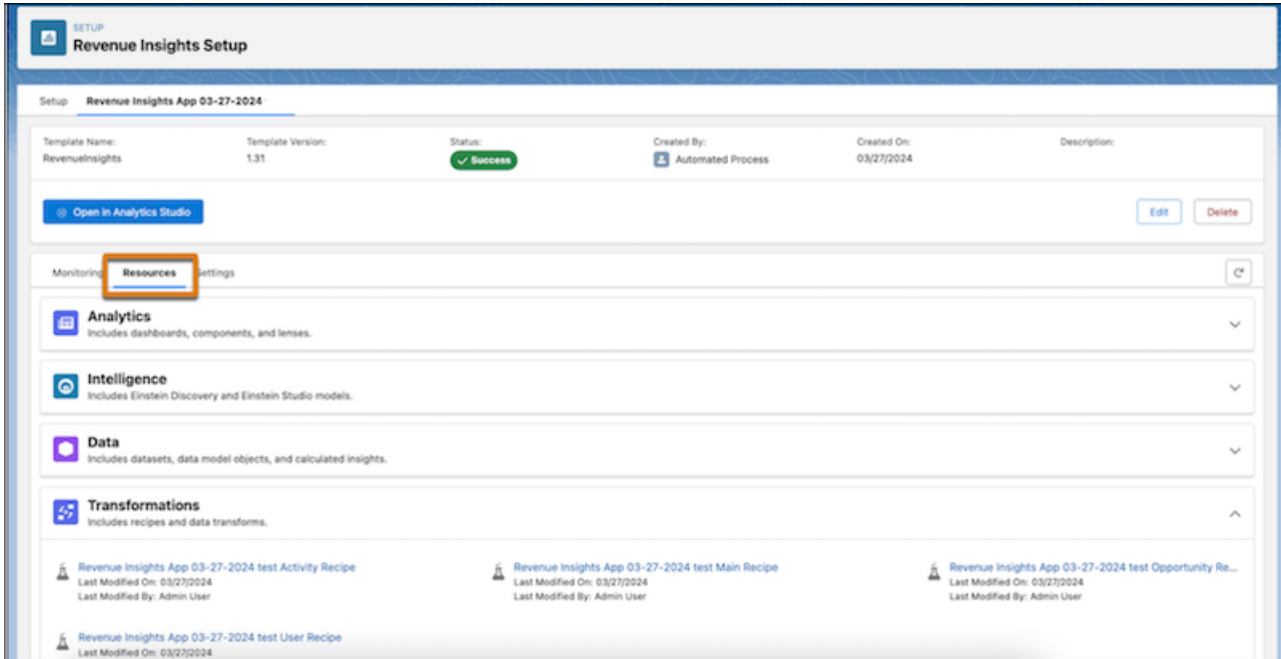 SETUP
Revenue Insights Setup
Setup Revenue Insights App 03-27-2024
Template Name: Template Version: Status: Created By: Created On: Description:
RevenueInsights 1.31 Success Automated Process 03/27/2024
Open in Analytics Studio Edit Delete
Monitoring Resources ettings
Analytics
Includes dashboards, components, and lenses.
Intelligence
Includes Einstein Discovery and Einstein Studio models.
Data
Includes datasets, data model objects, and calculated insights.
Transformations
Includes recipes and data transforms.
Revenue Insights App 03-27-2024 test Activity Recipe Revenue Insights App 03-27-2024 test Main Recipe Revenue Insights App 03-27-2024 test Opportunity Re...
Last Modified On: 03/27/2024 Last Modified On: 03/27/2024 Last Modified On: 03/27/2024
Last Modified By: Admin User Last Modified By: Admin User Last Modified By: Admin User
Revenue Insights App 03-27-2024 test User Recipe
Last Modified On: 03/27/2024